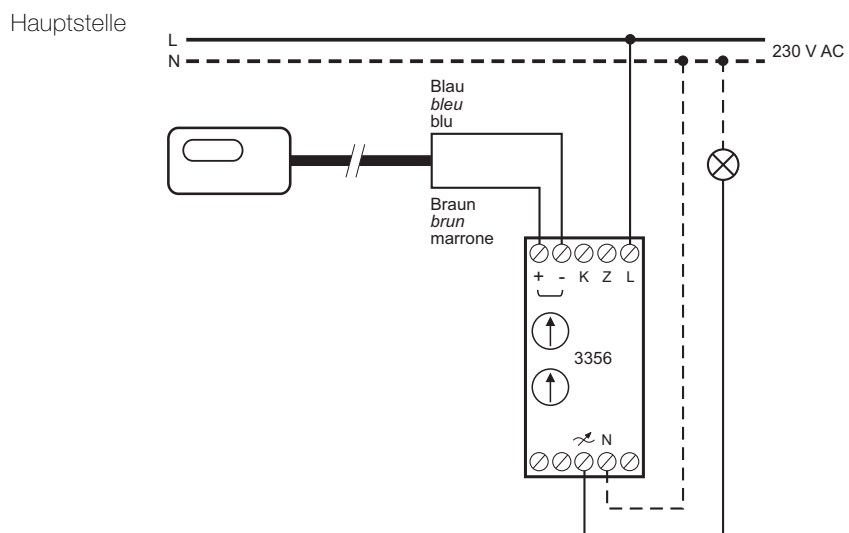 Hauptstelle
L
N
230 V AC
Blau
bleu
blu
Braun
brun
marrone
+ - K Z L
3356
N